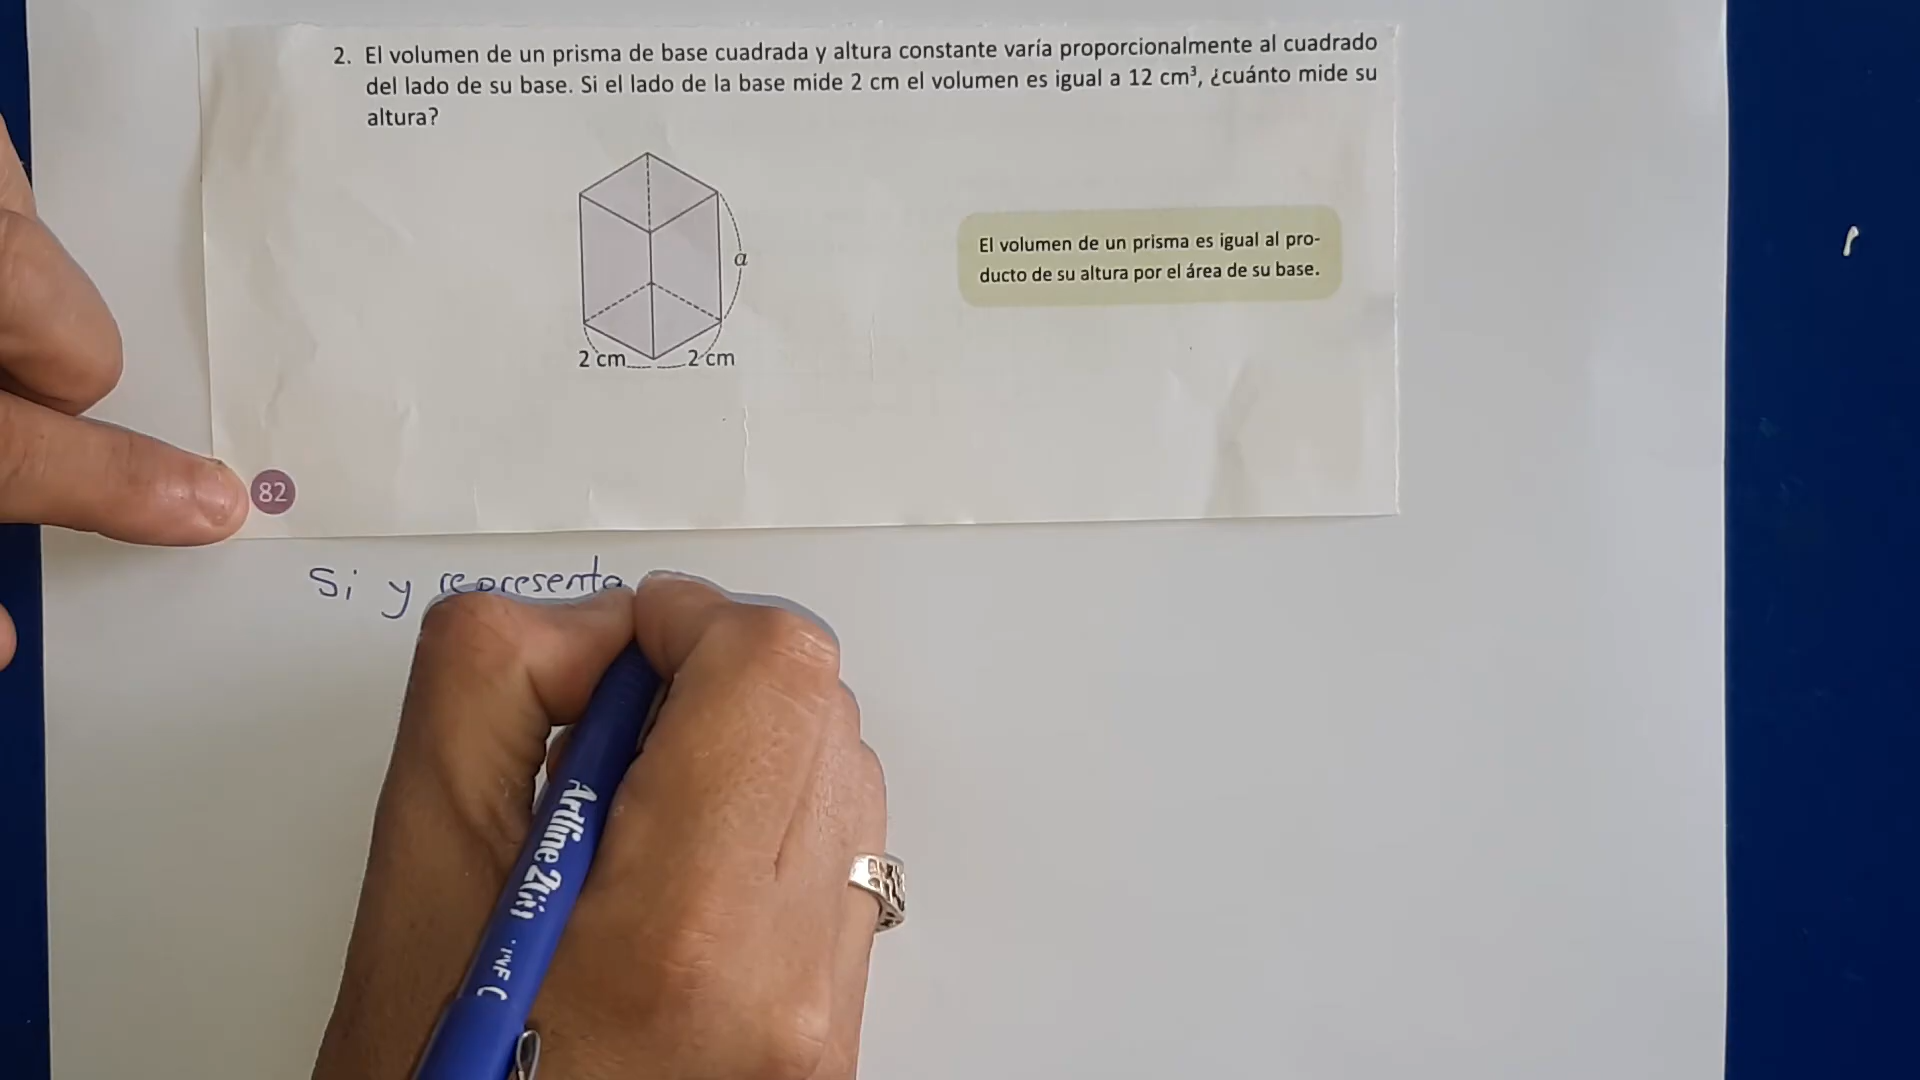 2. El volumen de un prisma de base cuadrada y altura constante varía proporcionalmente al cuadrado
del lado de su base. Si el lado de la base mide 2 cm el volumen es igual a 12 cm³, ¿cuánto mide su
altura?
a
El volumen de un prisma es igual al pro-
ducto de su altura por el área de su base.
2 cm 2 cm
82
Si y representa
Artline